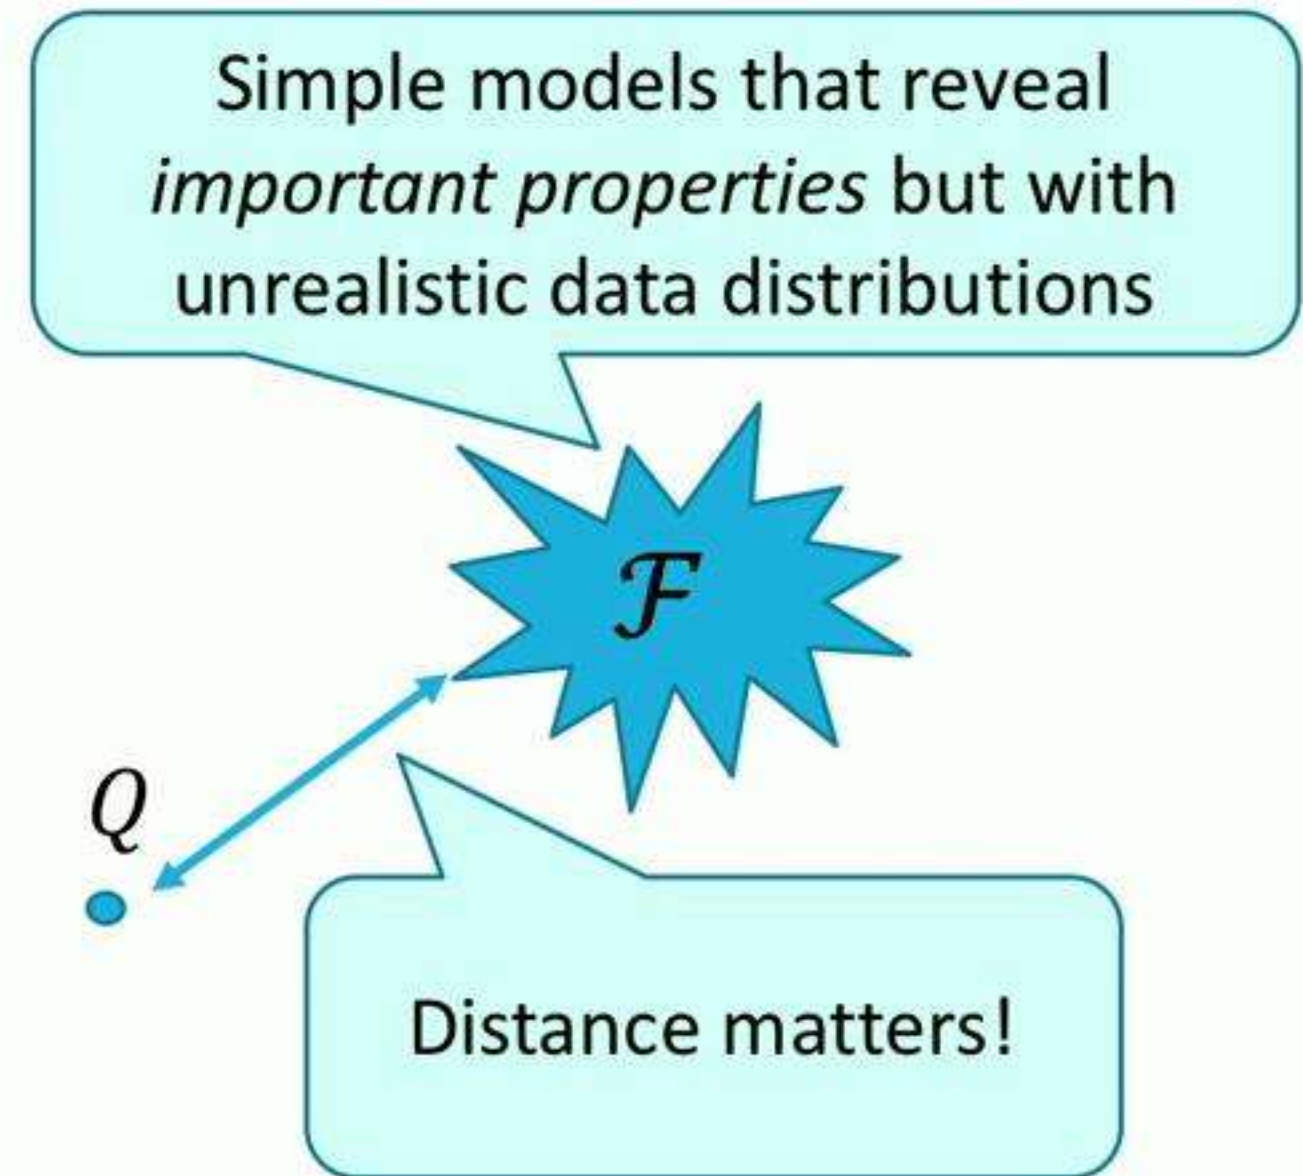 Simple models that reveal
important properties but with
unrealistic data distributions
ℱ
Q
Distance matters!